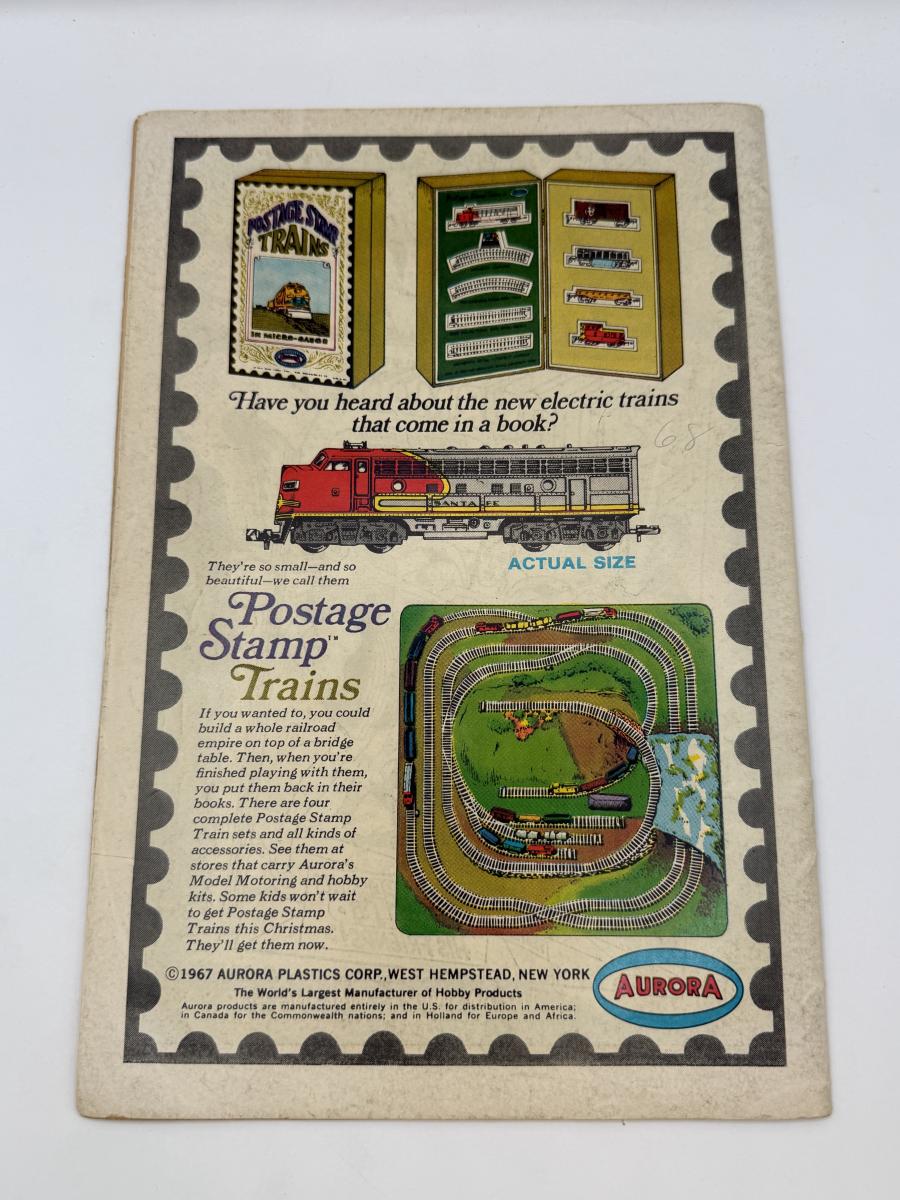 POSTAGE STAMP
TRAINS
IN MICRO-GAUGE
Have you heard about the new electric trains
that come in a book?
68
SANTA FE
ACTUAL SIZE
They're so small—and so
beautiful—we call them
Postage
Stamp™
Trains
If you wanted to, you could
build a whole railroad
empire on top of a bridge
table. Then, when you're
finished playing with them,
you put them back in their
books. There are four
complete Postage Stamp
Train sets and all kinds of
accessories. See them at
stores that carry Aurora's
Model Motoring and hobby
kits. Some kids won't wait
to get Postage Stamp
Trains this Christmas.
They'll get them now.
©1967 AURORA PLASTICS CORP., WEST HEMPSTEAD, NEW YORK
The World's Largest Manufacturer of Hobby Products
Aurora products are manufactured entirely in the U.S. for distribution in America;
in Canada for the Commonwealth nations; and in Holland for Europe and Africa.
AURORA